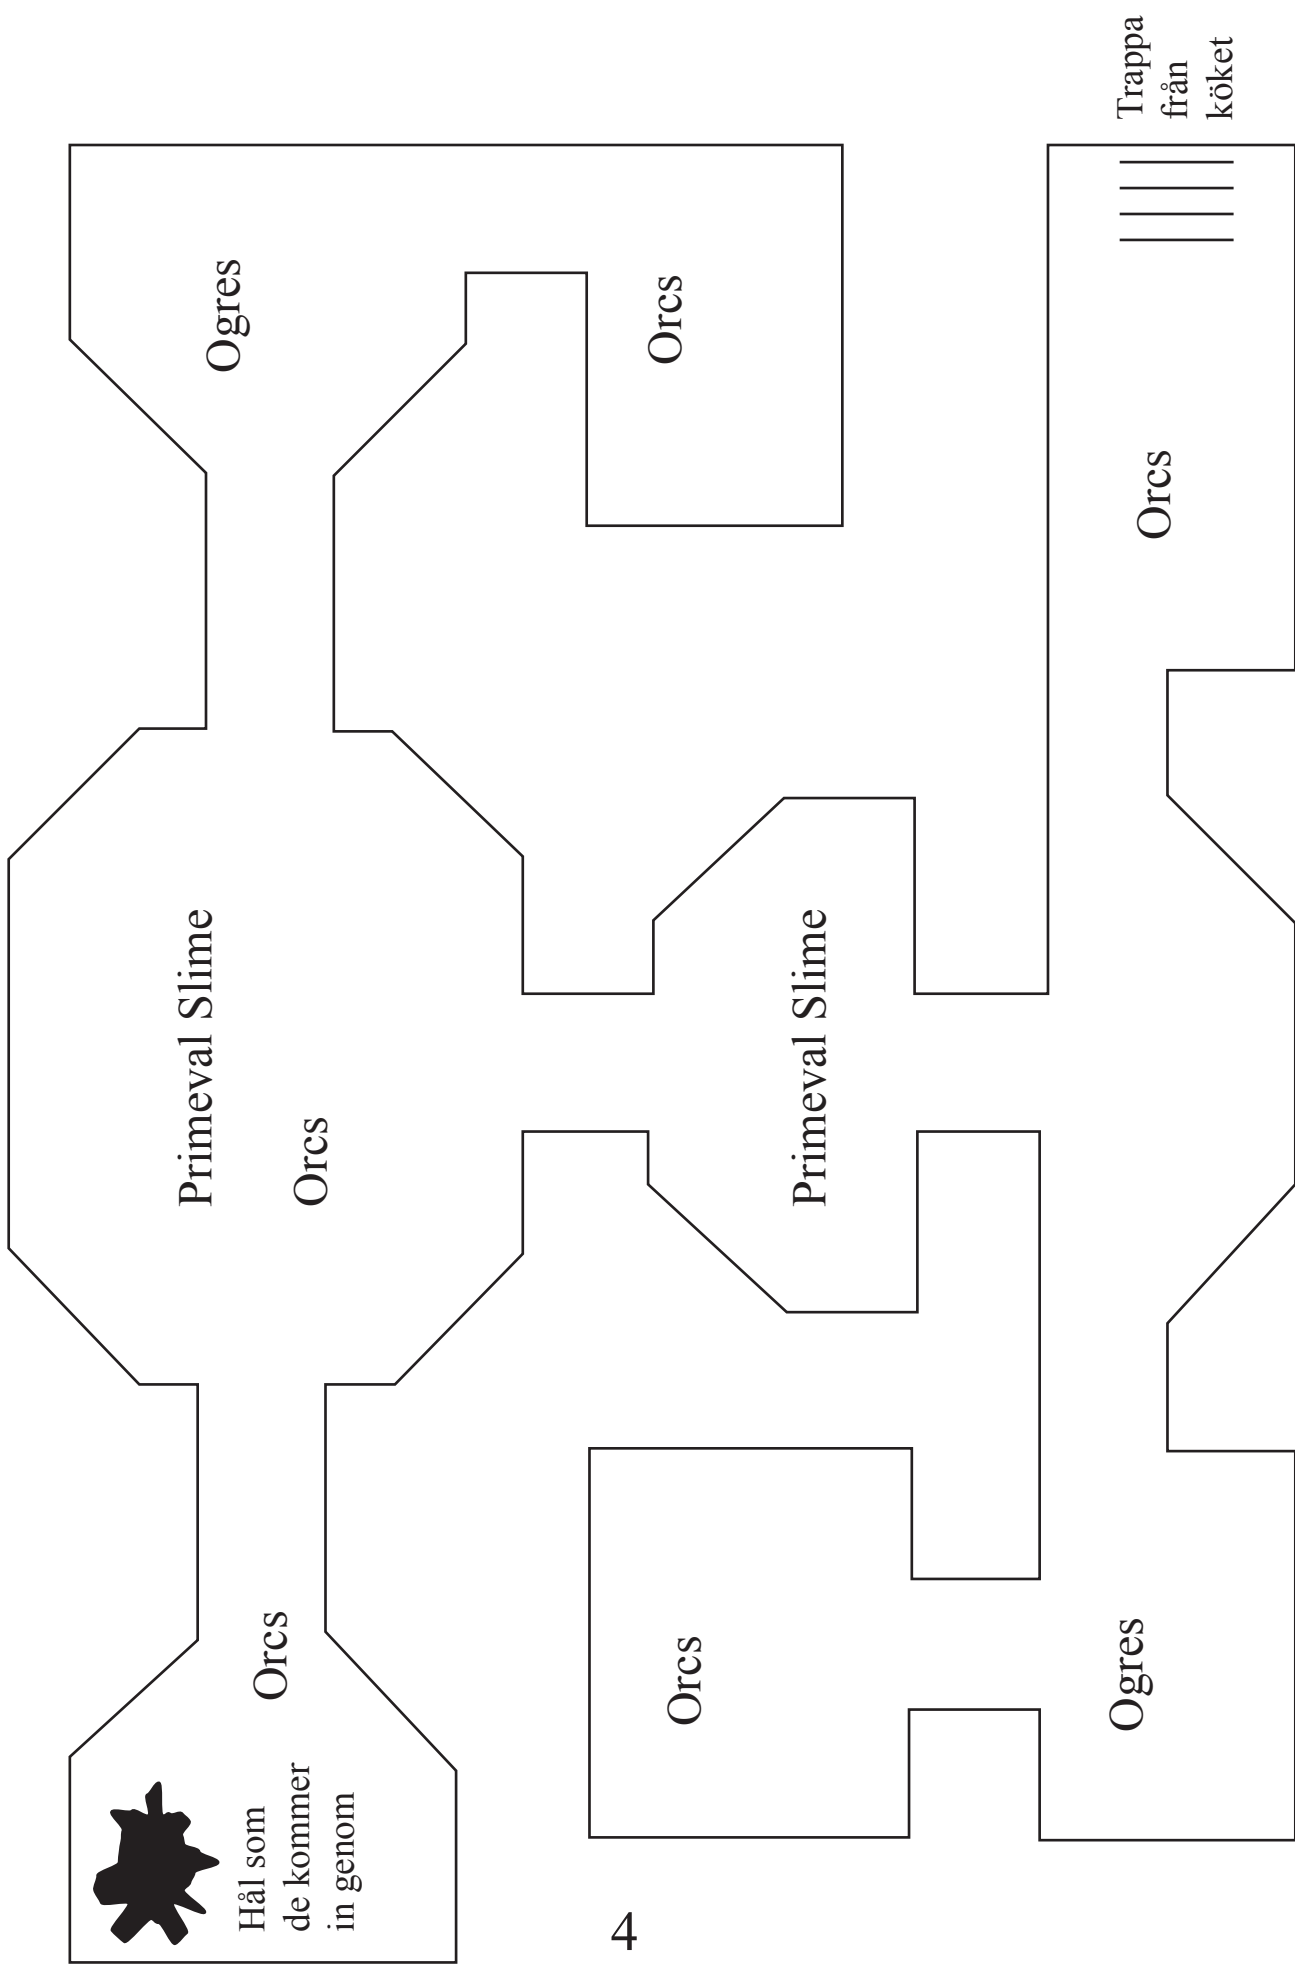 Hål som
de kommer
in genom
Orcs
Primeval Slime
Orcs
Ogres
Orcs
Orcs
Primeval Slime
Ogres
Orcs
Trappa
från
köket
4